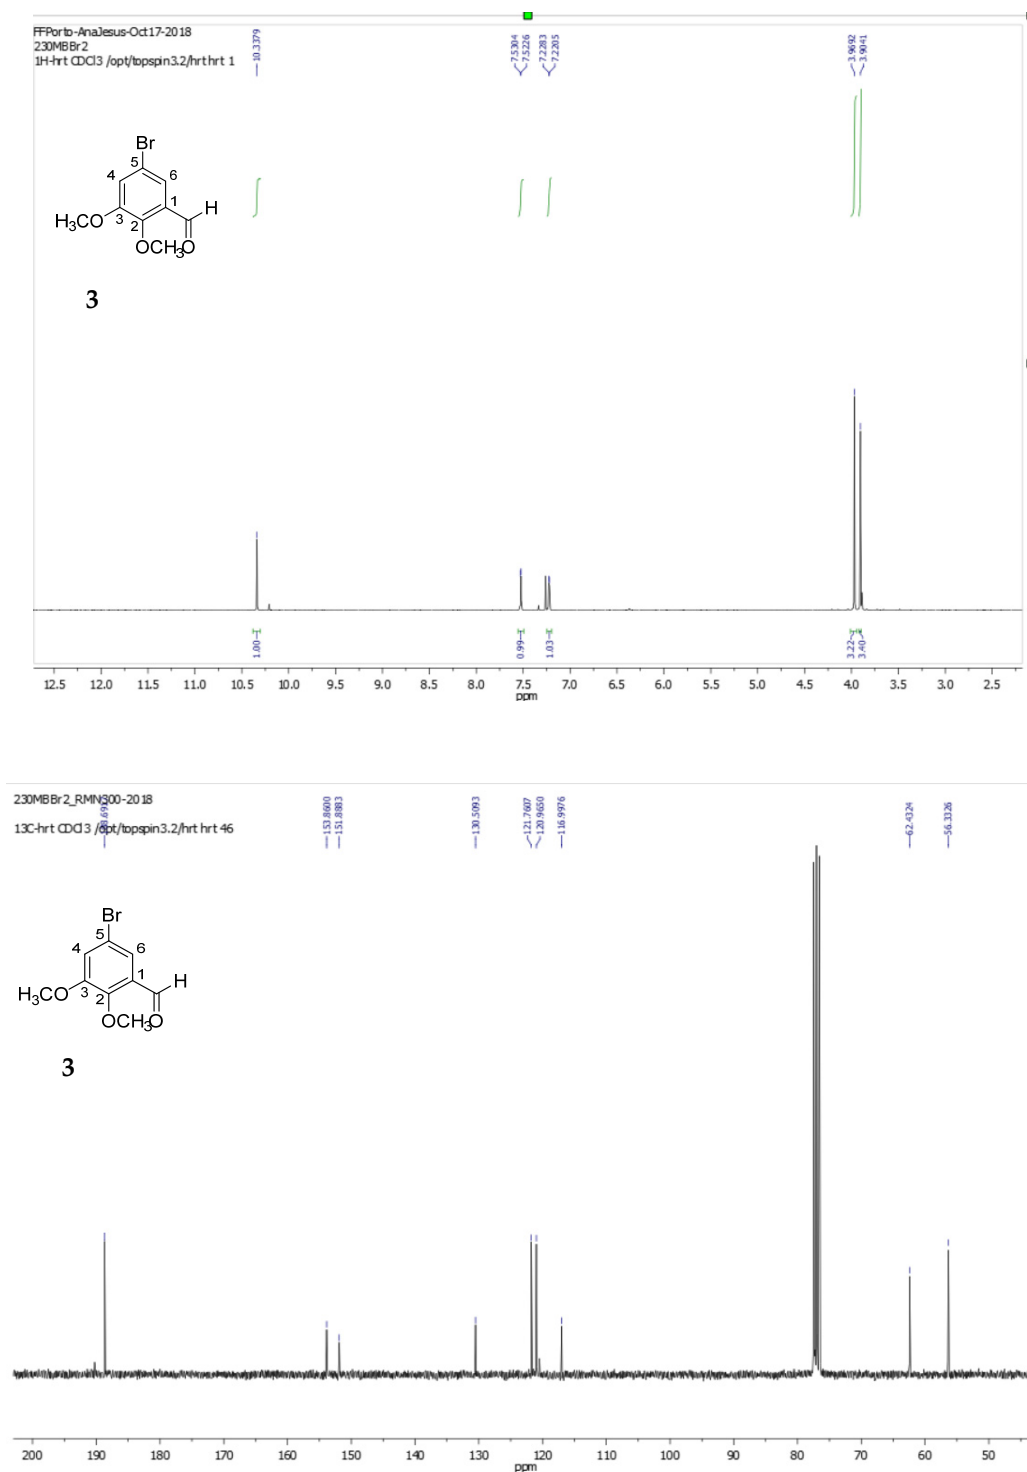 FFPorto-AnaJesus-Oct17-2018
230MBBr2
1H-hrt CDCl3 /opt/topspin3.2/hrt hrt 1
10.3379
7.5304
7.5226
7.2283
7.2205
3.9692
3.9041
Br
5
4
6
1
H
H3CO
3
2
OCH3
O
3
1.00
0.99
1.03
3.22
3.40
12.5 12.0 11.5 11.0 10.5 10.0 9.5 9.0 8.5 8.0 7.5 7.0 6.5 6.0 5.5 5.0 4.5 4.0 3.5 3.0 2.5
ppm
230MBBr2_RMN300-2018
13C-hrt CDCl3 /opt/topspin3.2/hrt hrt 46
153.8600
151.8883
130.5093
121.7607
120.9650
116.9976
62.4324
56.3326
Br
5
4
6
1
H
H3CO
3
2
OCH3
O
3
200 190 180 170 160 150 140 130 120 110 100 90 80 70 60 50
ppm